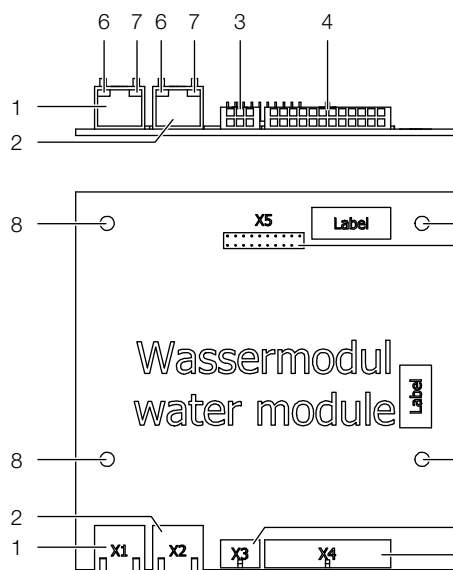 6 7 6 7 3 4
1
2
8 X5 Label
Wassermodul
water module
Label
8
2
1 X1 X2 X3 X4